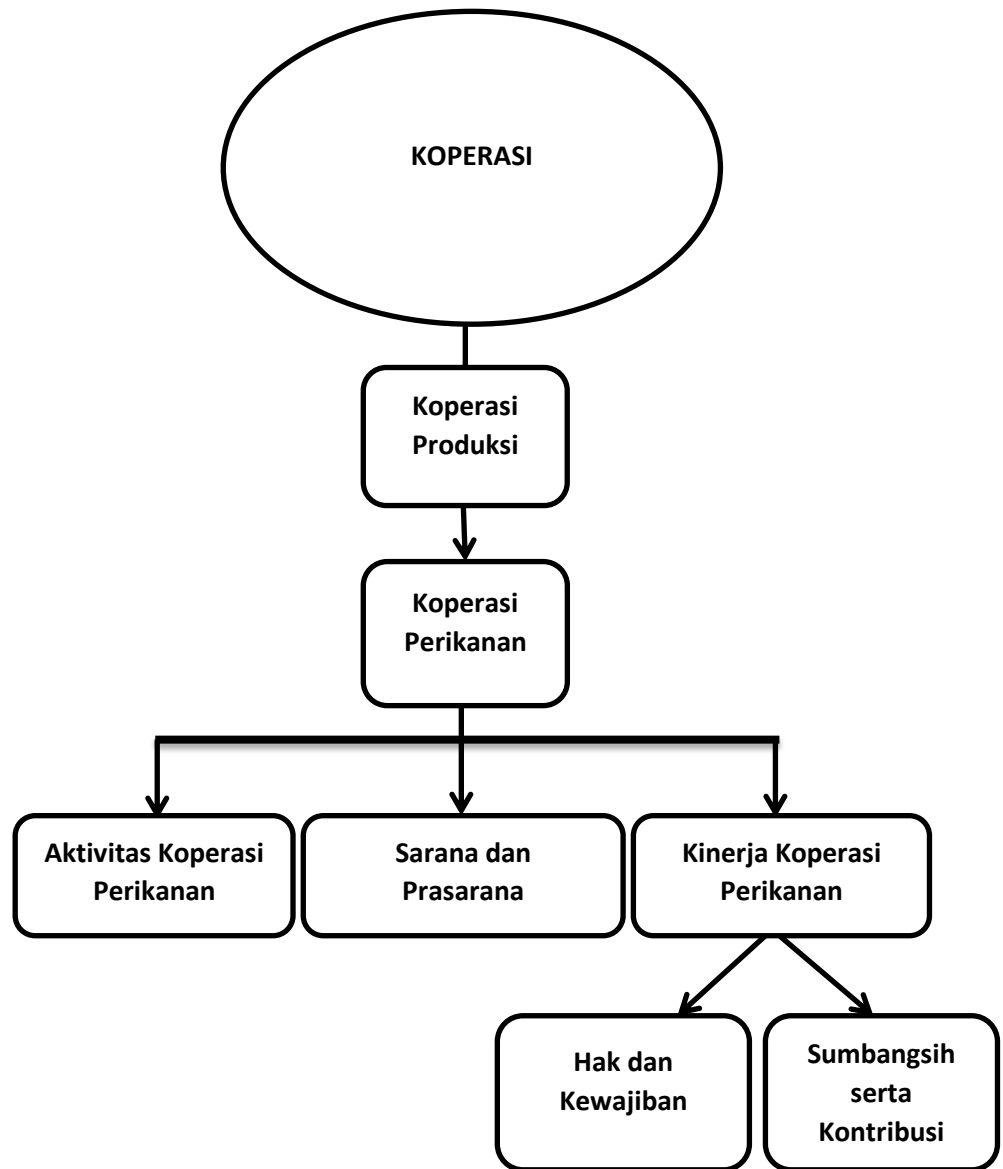 KOPERASI
Koperasi
Produksi
Koperasi
Perikanan
Aktivitas Koperasi
Perikanan
Sarana dan
Prasarana
Kinerja Koperasi
Perikanan
Hak dan
Kewajiban
Sumbangsih
serta
Kontribusi